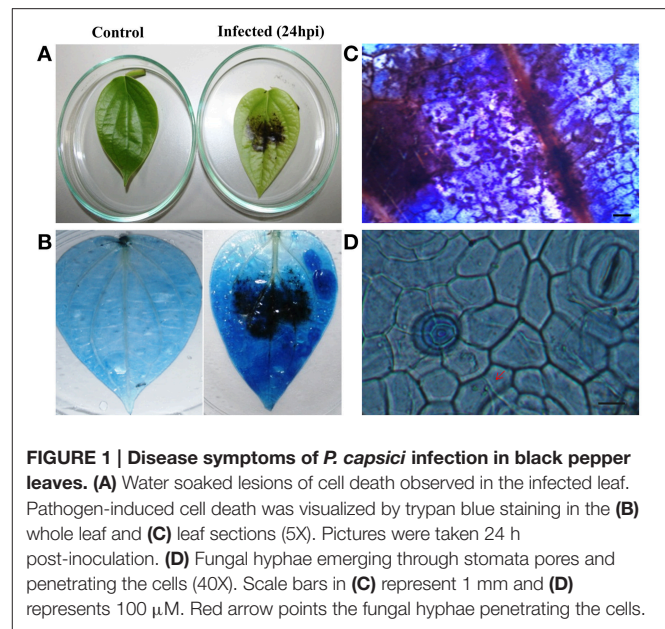 Control Infected (24hpi)
A C
B D
FIGURE 1 | Disease symptoms of P. capsici infection in black pepper
leaves. (A) Water soaked lesions of cell death observed in the infected leaf.
Pathogen-induced cell death was visualized by trypan blue staining in the (B)
whole leaf and (C) leaf sections (5X). Pictures were taken 24 h
post-inoculation. (D) Fungal hyphae emerging through stomata pores and
penetrating the cells (40X). Scale bars in (C) represent 1 mm and (D)
represents 100 μM. Red arrow points the fungal hyphae penetrating the cells.